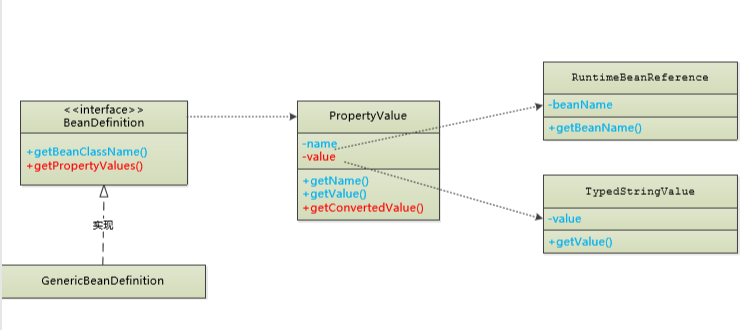 <<interface>>
BeanDefinition
+getBeanClassName()
+getPropertyValues()
实现
GenericBeanDefinition
PropertyValue
-name
-value
+getName()
+getValue()
+getConvertedValue()
RuntimeBeanReference
-beanName
+getBeanName()
TypedStringValue
-value
+getValue()